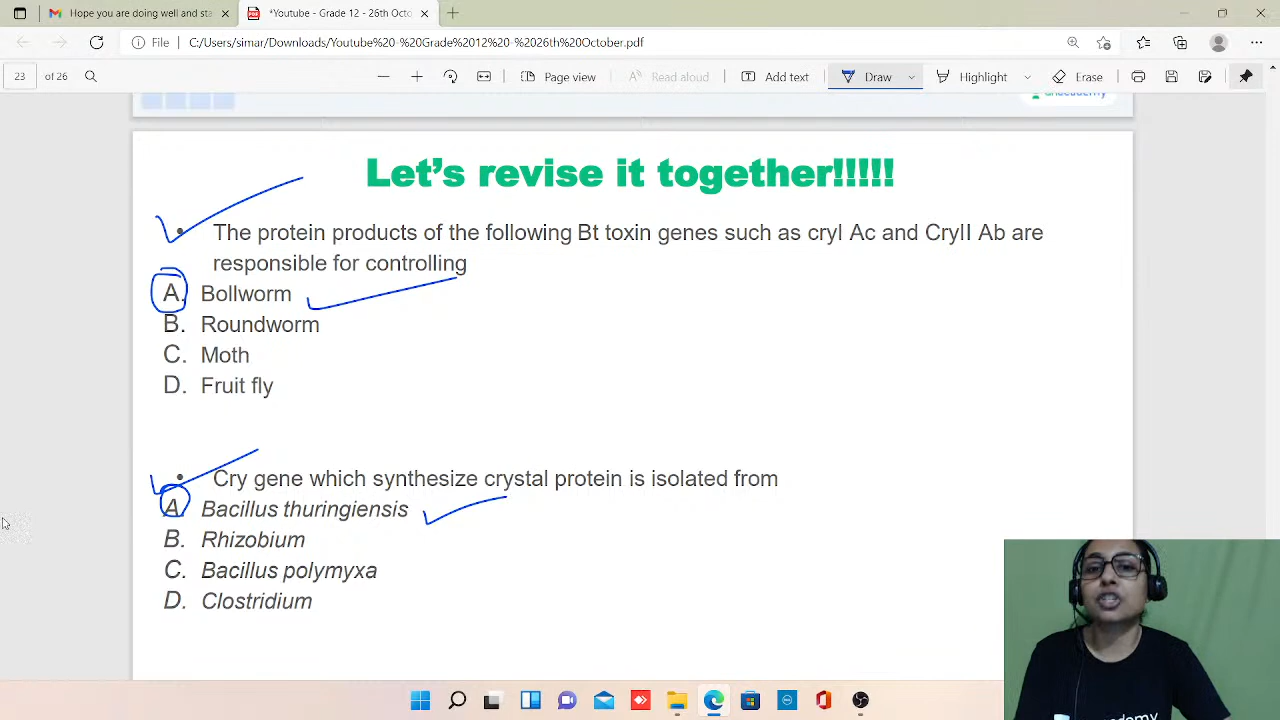 Hope you are doing well and sta
*Youtube - Grade 12 - 26th Octo
File
C:/Users/simar/Downloads/Youtube%20-%20Grade%2012%20-%2026th%20October.pdf
23 of 26
Page view
Read aloud
Add text
Draw
Highlight
Erase
Let's revise it together!!!!!
• The protein products of the following Bt toxin genes such as cryI Ac and CryII Ab are
responsible for controlling
A. Bollworm
B. Roundworm
C. Moth
D. Fruit fly
• Cry gene which synthesize crystal protein is isolated from
A. Bacillus thuringiensis
B. Rhizobium
C. Bacillus polymyxa
D. Clostridium